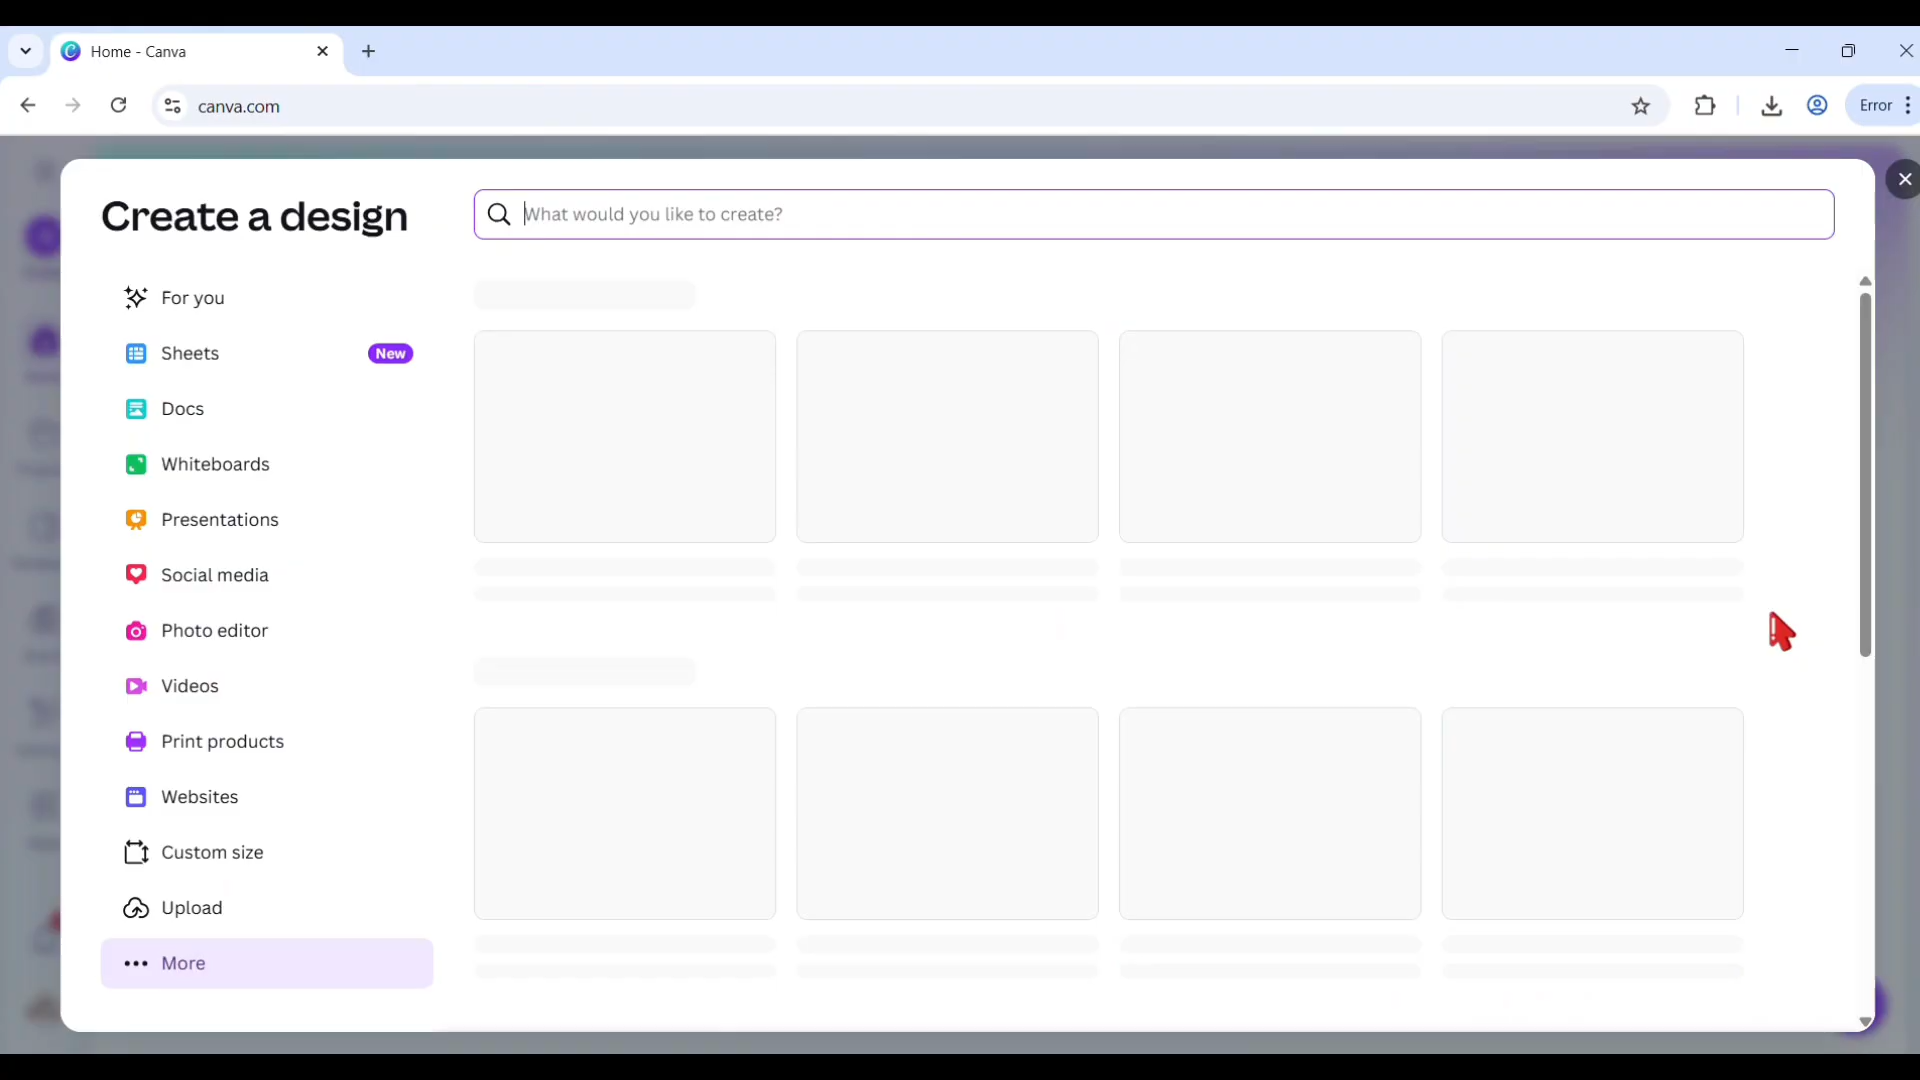 Home - Canva
canva.com
Error
Create a design
What would you like to create?
For you
Sheets
New
Docs
Whiteboards
Presentations
Social media
Photo editor
Videos
Print products
Websites
Custom size
Upload
More